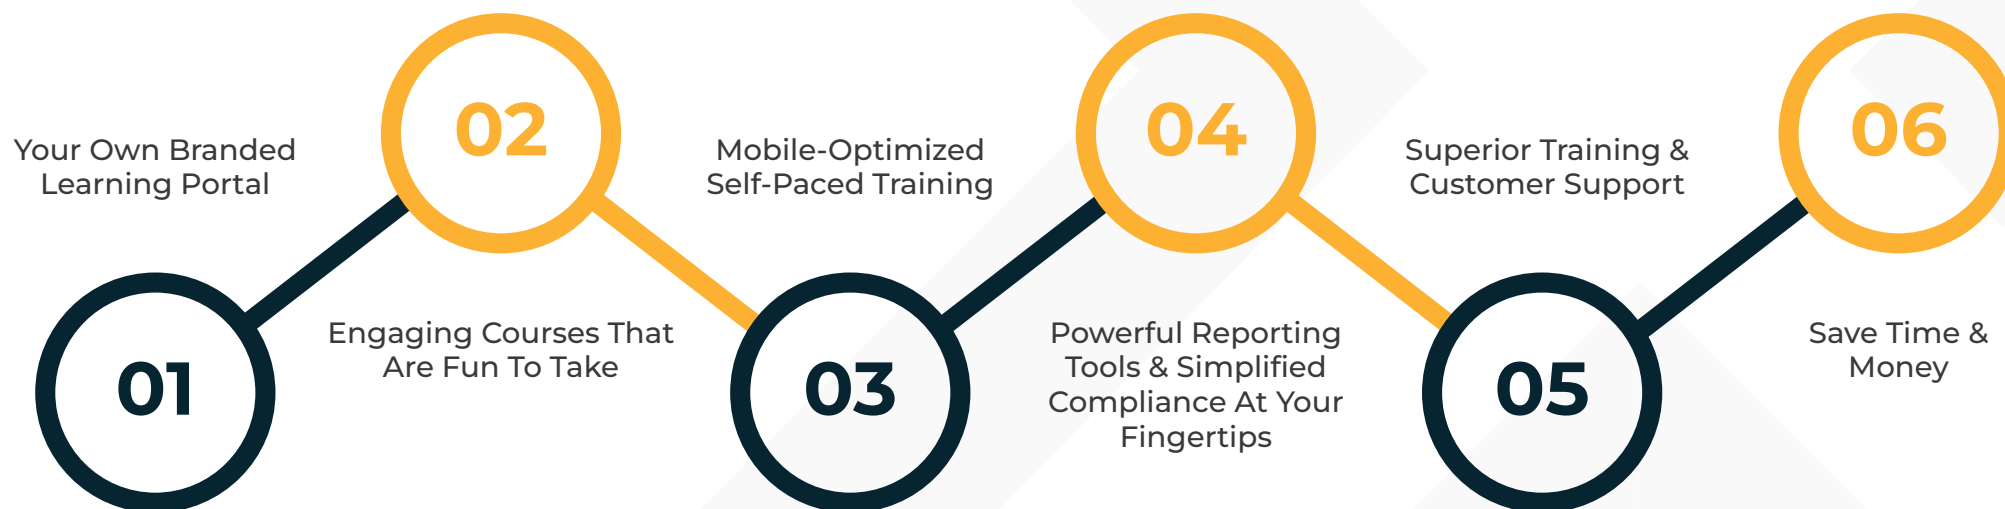 01
Your Own Branded
Learning Portal
02
Engaging Courses That
Are Fun To Take
03
Mobile-Optimized
Self-Paced Training
04
Powerful Reporting
Tools & Simplified
Compliance At Your
Fingertips
05
Superior Training &
Customer Support
06
Save Time &
Money